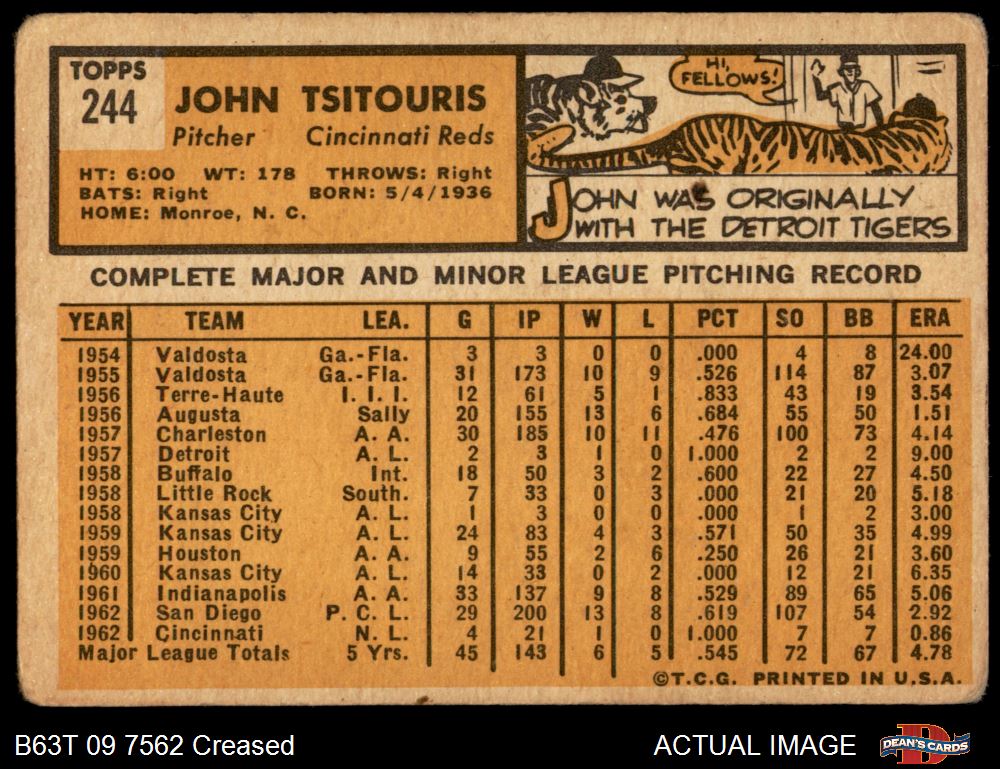 TOPPS
244
JOHN TSITOURIS
Pitcher Cincinnati Reds
HT: 6:00 WT: 178 THROWS: Right
BATS: Right BORN: 5/4/1936
HOME: Monroe, N. C.
HI, FELLOWS!
JOHN WAS ORIGINALLY
WITH THE DETROIT TIGERS
COMPLETE MAJOR AND MINOR LEAGUE PITCHING RECORD
YEAR TEAM LEA. G IP W L PCT SO BB ERA
1954 Valdosta Ga.-Fla. 3 3 0 0 .000 4 8 24.00
1955 Valdosta Ga.-Fla. 31 173 10 9 .526 114 87 3.07
1956 Terre-Haute I. I. I. 12 61 5 1 .833 43 19 3.54
1956 Augusta Sally 20 155 13 6 .684 55 50 1.51
1957 Charleston A. A. 30 185 10 11 .476 100 73 4.14
1957 Detroit A. L. 2 3 1 0 1.000 2 2 9.00
1958 Buffalo Int. 18 50 3 2 .600 22 27 4.50
1958 Little Rock South. 7 33 0 3 .000 21 20 5.18
1958 Kansas City A. L. 1 3 0 0 .000 1 2 3.00
1959 Kansas City A. L. 24 83 4 3 .571 50 35 4.99
1959 Houston A. A. 9 55 2 6 .250 26 21 3.60
1960 Kansas City A. L. 14 33 0 2 .000 12 21 6.35
1961 Indianapolis A. A. 33 137 9 8 .529 89 65 5.06
1962 San Diego P. C. L. 29 200 13 8 .619 107 54 2.92
1962 Cincinnati N. L. 4 21 1 0 1.000 7 7 0.86
Major League Totals 5 Yrs. 45 143 6 5 .545 72 67 4.78
©T.C.G. PRINTED IN U.S.A.
B63T 09 7562 Creased
ACTUAL IMAGE
DEAN'S CARDS